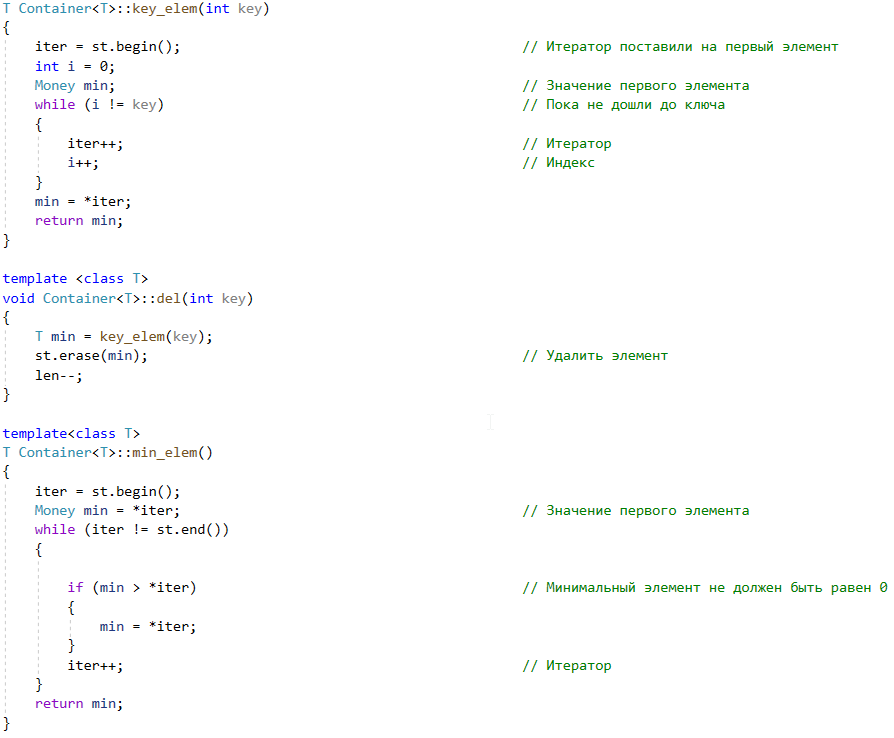 T Container<T>::key_elem(int key)
{
    iter = st.begin();                                          // Итератор поставили на первый элемент
    int i = 0;
    Money min;                                                  // Значение первого элемента
    while (i != key)                                            // Пока не дошли до ключа
    {
        iter++;                                                 // Итератор
        i++;                                                    // Индекс
    }
    min = *iter;
    return min;
}

template <class T>
void Container<T>::del(int key)
{
    T min = key_elem(key);
    st.erase(min);                                              // Удалить элемент
    len--;
}

template<class T>
T Container<T>::min_elem()
{
    iter = st.begin();
    Money min = *iter;                                          // Значение первого элемента
    while (iter != st.end())
    {

        if (min > *iter)                                        // Минимальный элемент не должен быть равен 0
        {
            min = *iter;
        }
        iter++;                                                 // Итератор
    }
    return min;
}